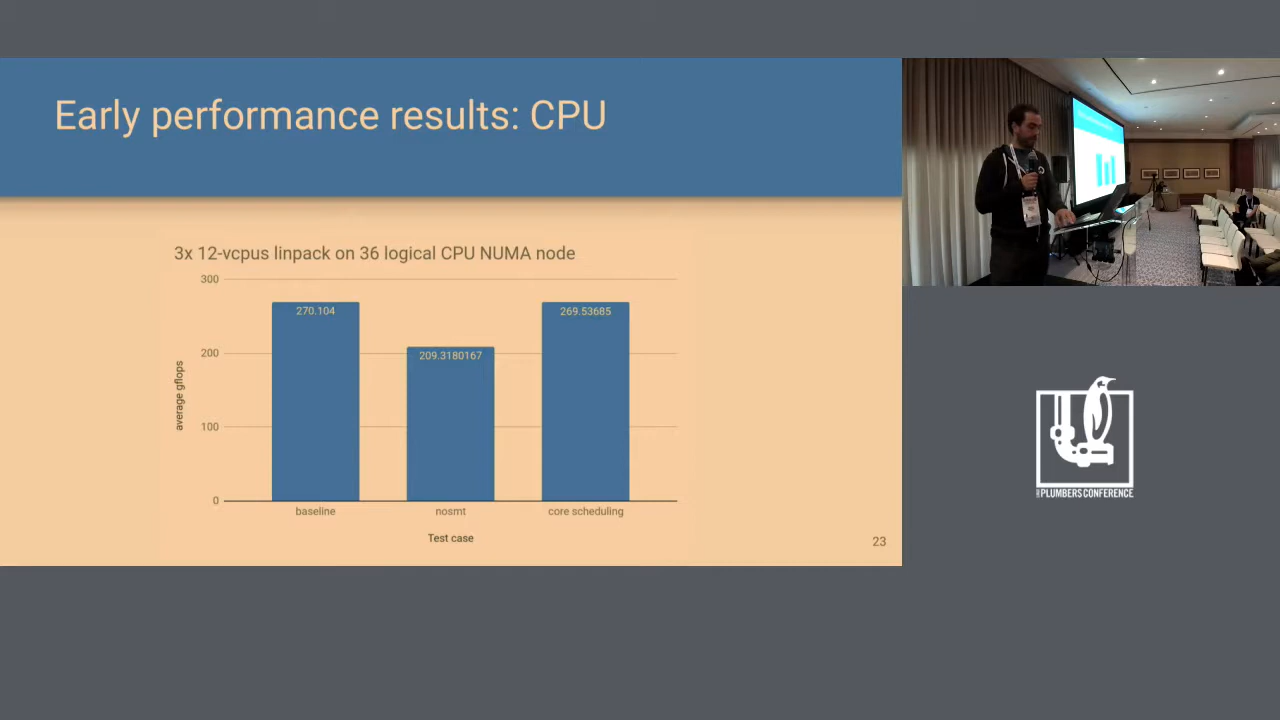 Early performance results: CPU
3x 12-vcpus linpack on 36 logical CPU NUMA node
300
200
100
0
average gflops
270.104
209.3180167
269.53685
baseline
nosmt
core scheduling
Test case
23
PLUMBERS CONFERENCE